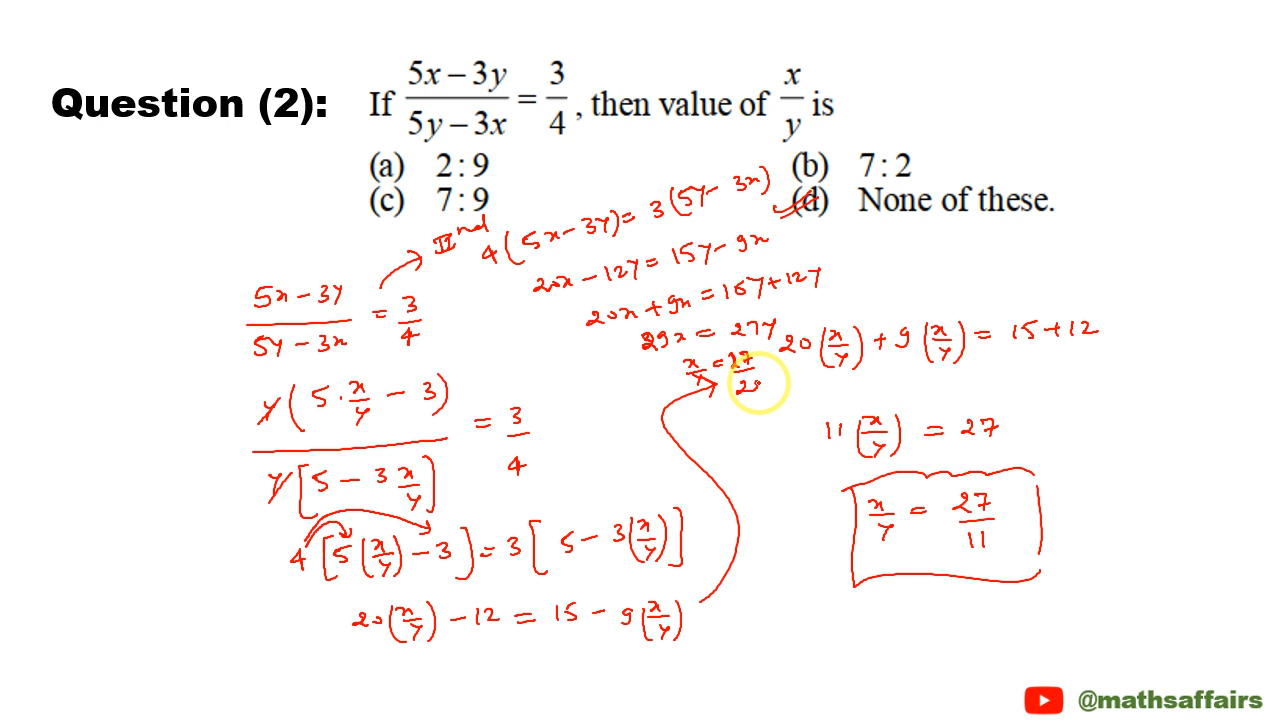 Question (2): If (5x − 3y)/(5y − 3x) = 3/4, then value of x/y is
(a) 2 : 9 (b) 7 : 2
(c) 7 : 9 (d) None of these.
IInd 4(5x − 3y) = 3(5y − 3x)
20x − 12y = 15y − 9x
20x + 9x = 15y + 12y
29x = 27y
x/y = 27/29
(5x − 3y)/(5y − 3x) = 3/4
y(5 · x/y − 3)/y[5 − 3 x/y] = 3/4
4[5(x/y) − 3] = 3[5 − 3(x/y)]
20(x/y) − 12 = 15 − 9(x/y)
20(x/y) + 9(x/y) = 15 + 12
11(x/y) = 27
x/y = 27/11
@mathsaffairs